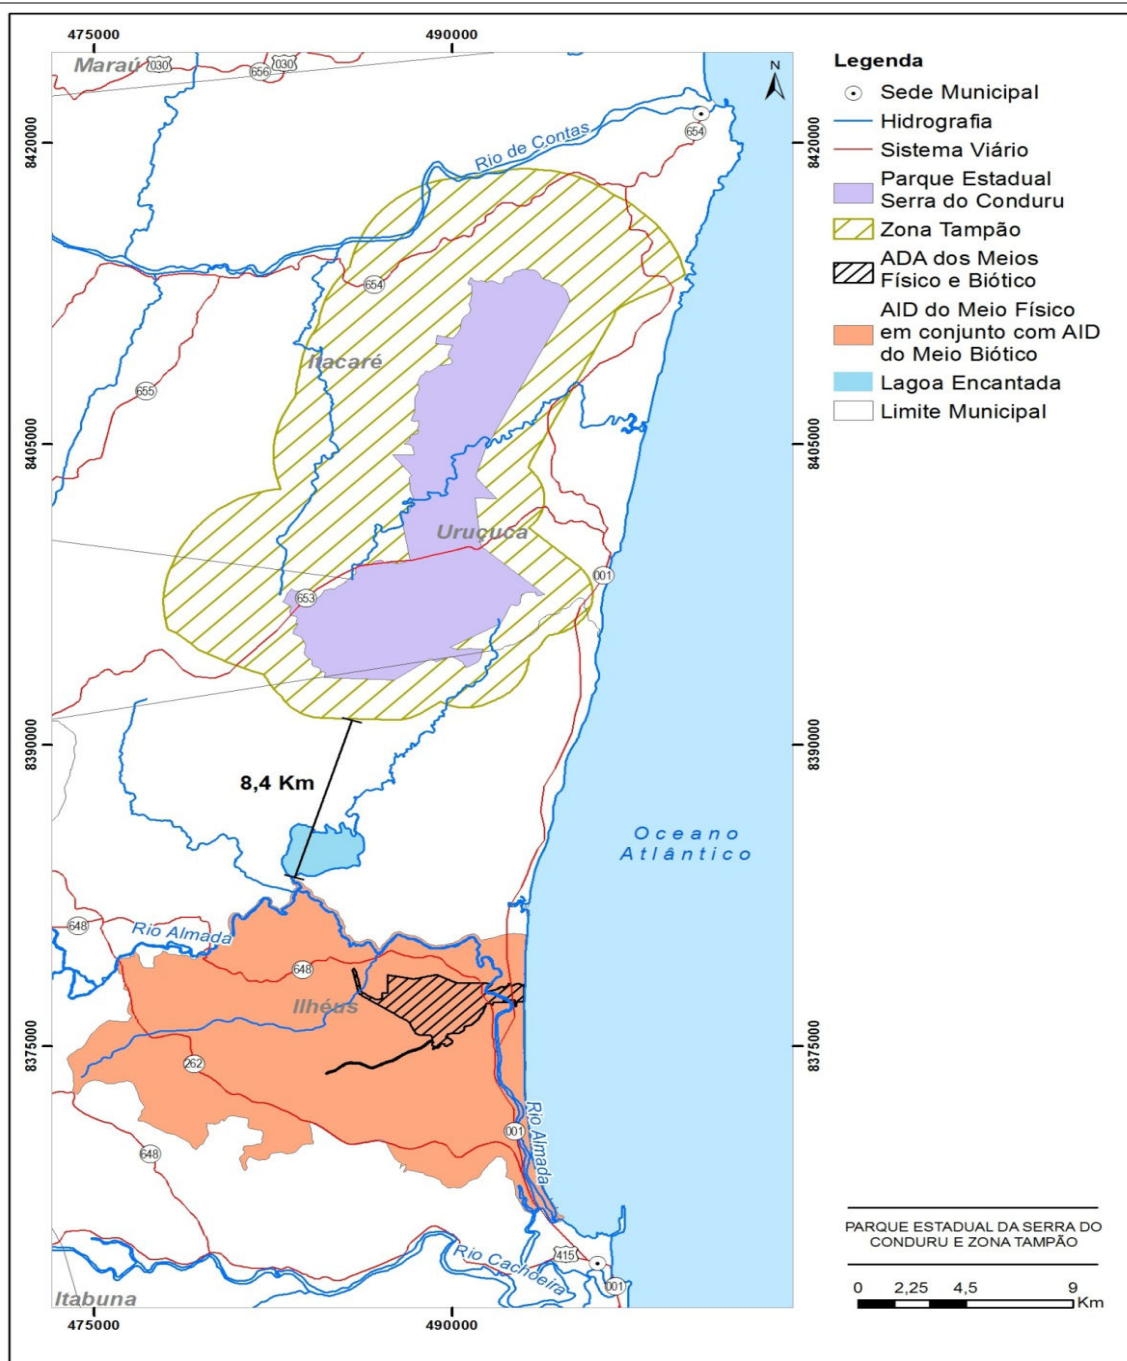 475000
490000
Maraú
030
030
656
N
8420000
8420000
654
Rio de Contas
654
Itacaré
655
8405000
8405000
Uruçuca
001
653
8390000
8390000
8,4 Km
Oceano
Atlântico
648
Rio Almada
648
Ilhéus
8375000
8375000
262
648
001
Rio Almada
415
Rio Cachoeira
001
Itabuna
475000
490000
Legenda
Sede Municipal
Hidrografia
Sistema Viário
Parque Estadual
Serra do Conduru
Zona Tampão
ADA dos Meios
Físico e Biótico
AID do Meio Físico
em conjunto com AID
do Meio Biótico
Lagoa Encantada
Limite Municipal
PARQUE ESTADUAL DA SERRA DO
CONDURU E ZONA TAMPÃO
0 2,25 4,5 9
Km